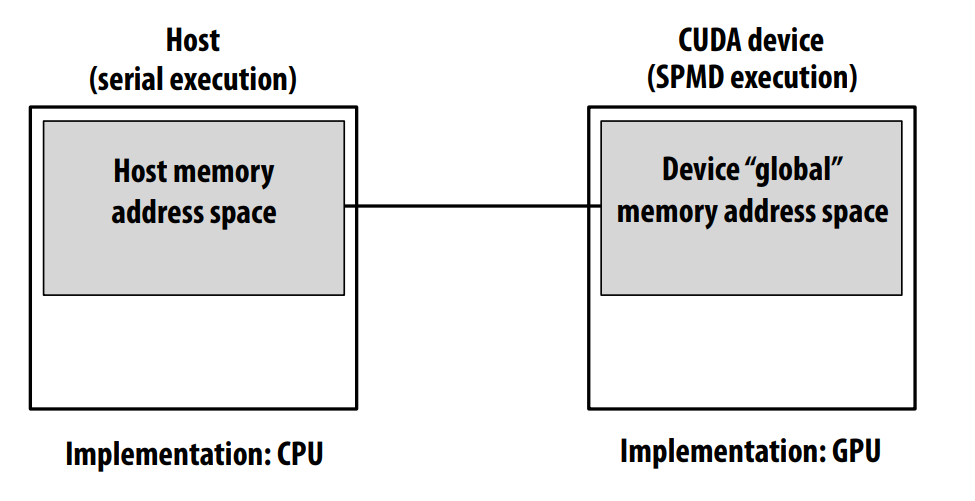 Host
(serial execution)
CUDA device
(SPMD execution)
Host memory
address space
Device “global”
memory address space
Implementation: CPU
Implementation: GPU